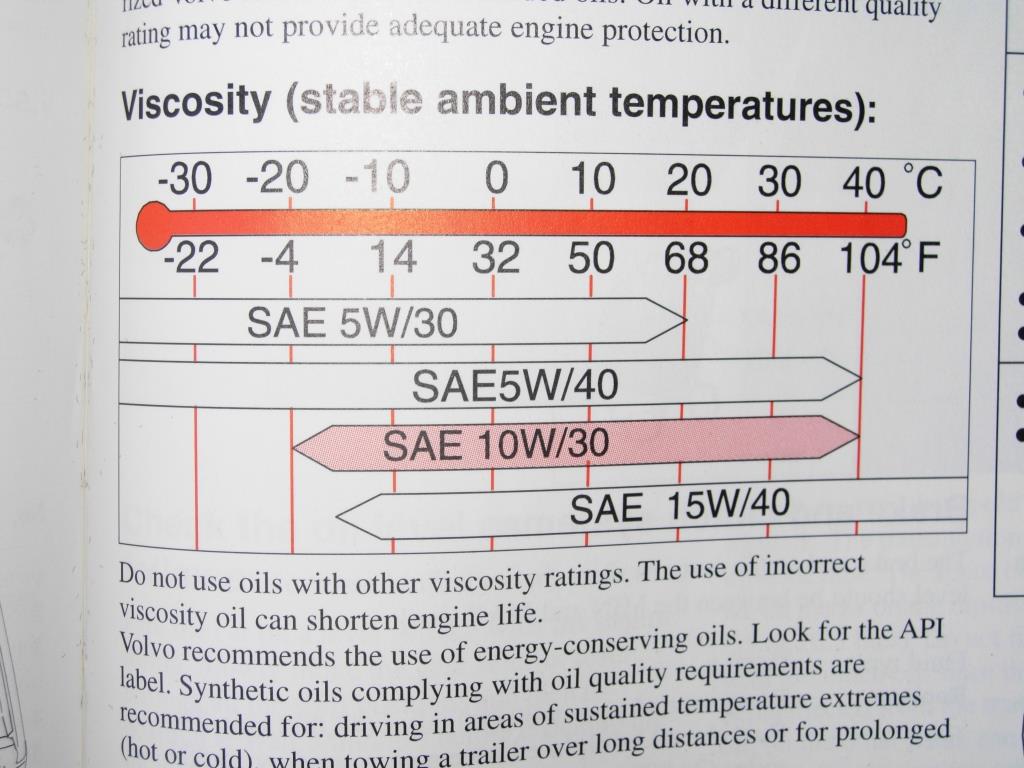 rating may not provide adequate engine protection.
Viscosity (stable ambient temperatures):
-30 -20 -10 0 10 20 30 40 °C
-22 -4 14 32 50 68 86 104°F
SAE 5W/30
SAE5W/40
SAE 10W/30
SAE 15W/40
Do not use oils with other viscosity ratings. The use of incorrect
viscosity oil can shorten engine life.
Volvo recommends the use of energy-conserving oils. Look for the API
label. Synthetic oils complying with oil quality requirements are
recommended for: driving in areas of sustained temperature extremes
(hot or cold), when towing a trailer over long distances or for prolonged